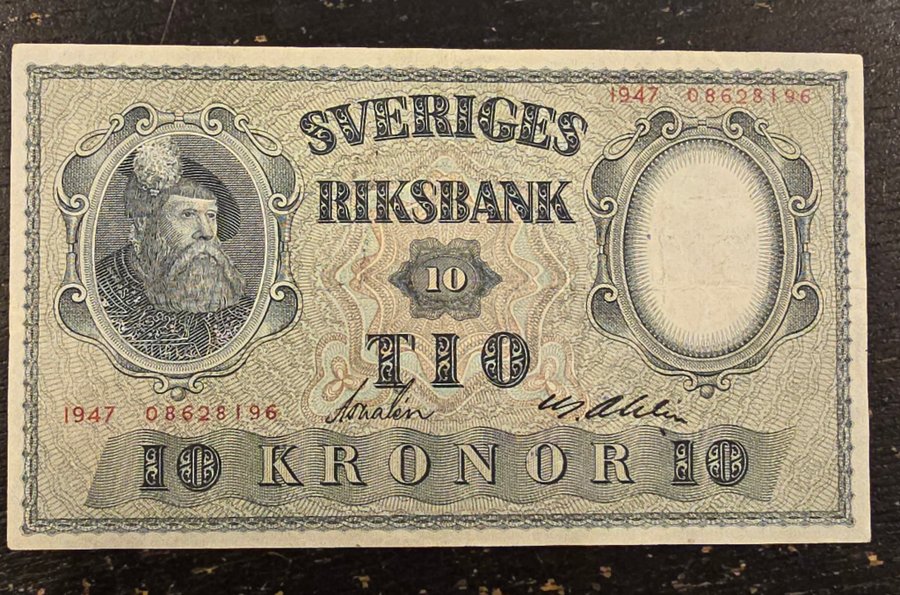 1947 08628196
SVERIGES
RIKSBANK
10
TIO
1947 08628196
10 KRONOR 10